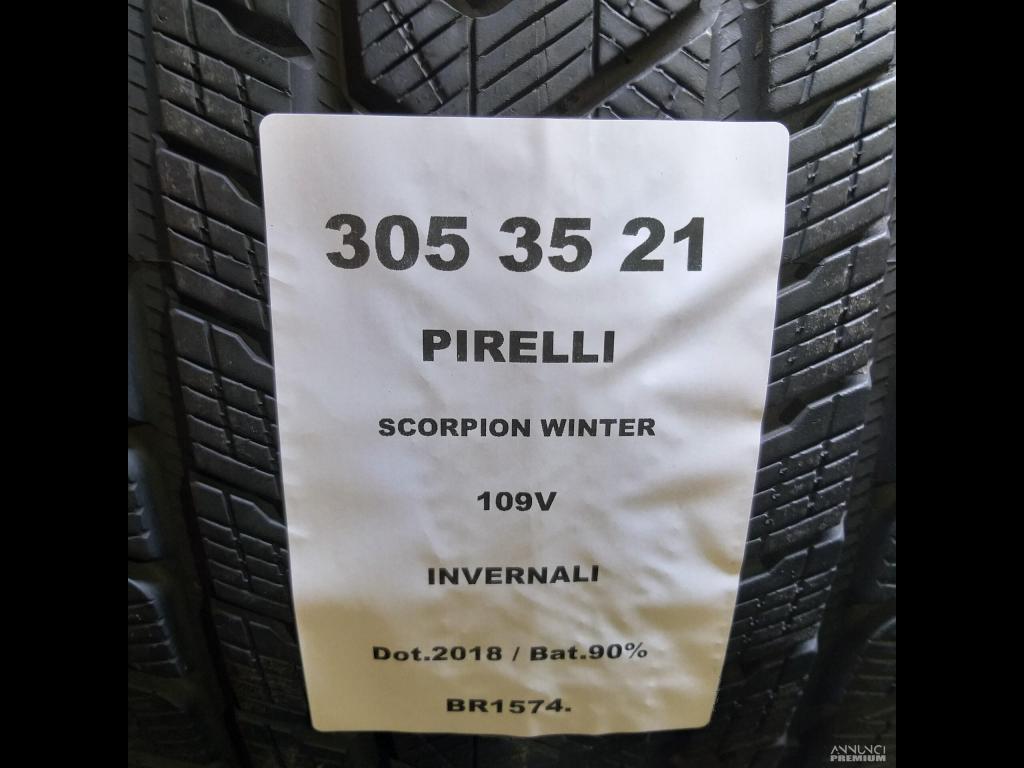 305 35 21
PIRELLI
SCORPION WINTER
109V
INVERNALI
Dot.2018 / Bat.90%
BR1574.
ANNUNCI
PREMIUM